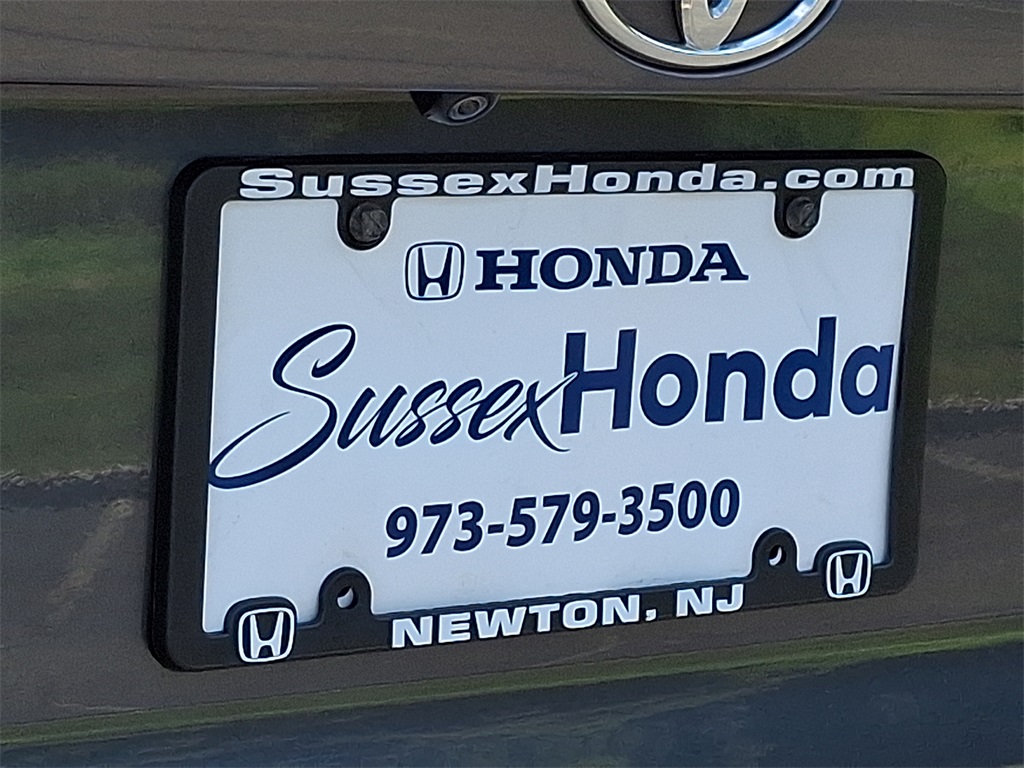 SussexHonda.com
HONDA
SussexHonda
973-579-3500
NEWTON, NJ